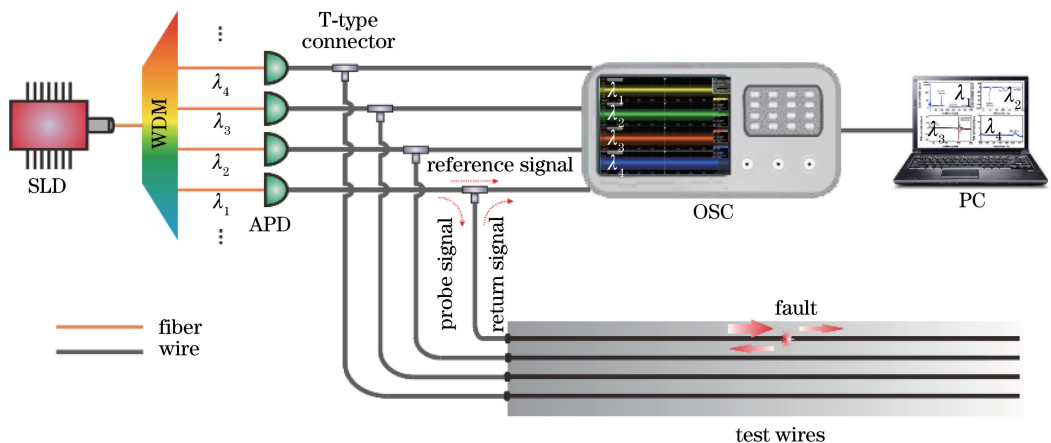 T-type
connector
SLD
WDM
λ4
λ3
λ2
λ1
APD
reference signal
probe signal
return signal
λ1
λ2
λ3
λ4
OSC
λ1
λ2
λ3
λ4
PC
fiber
wire
fault
test wires